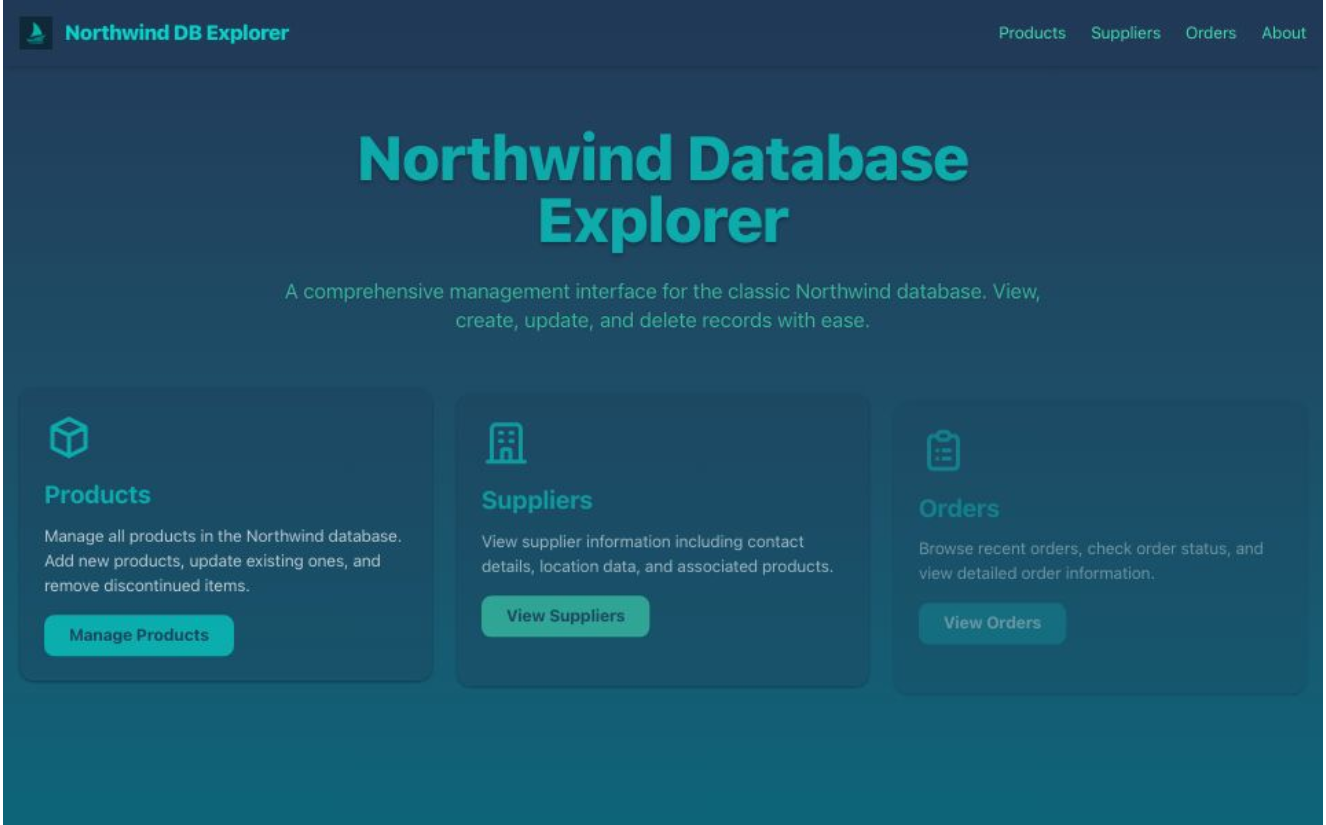 Northwind DB Explorer
Products Suppliers Orders About
Northwind Database
Explorer
A comprehensive management interface for the classic Northwind database. View,
create, update, and delete records with ease.
Products
Manage all products in the Northwind database.
Add new products, update existing ones, and
remove discontinued items.
Manage Products
Suppliers
View supplier information including contact
details, location data, and associated products.
View Suppliers
Orders
Browse recent orders, check order status, and
view detailed order information.
View Orders